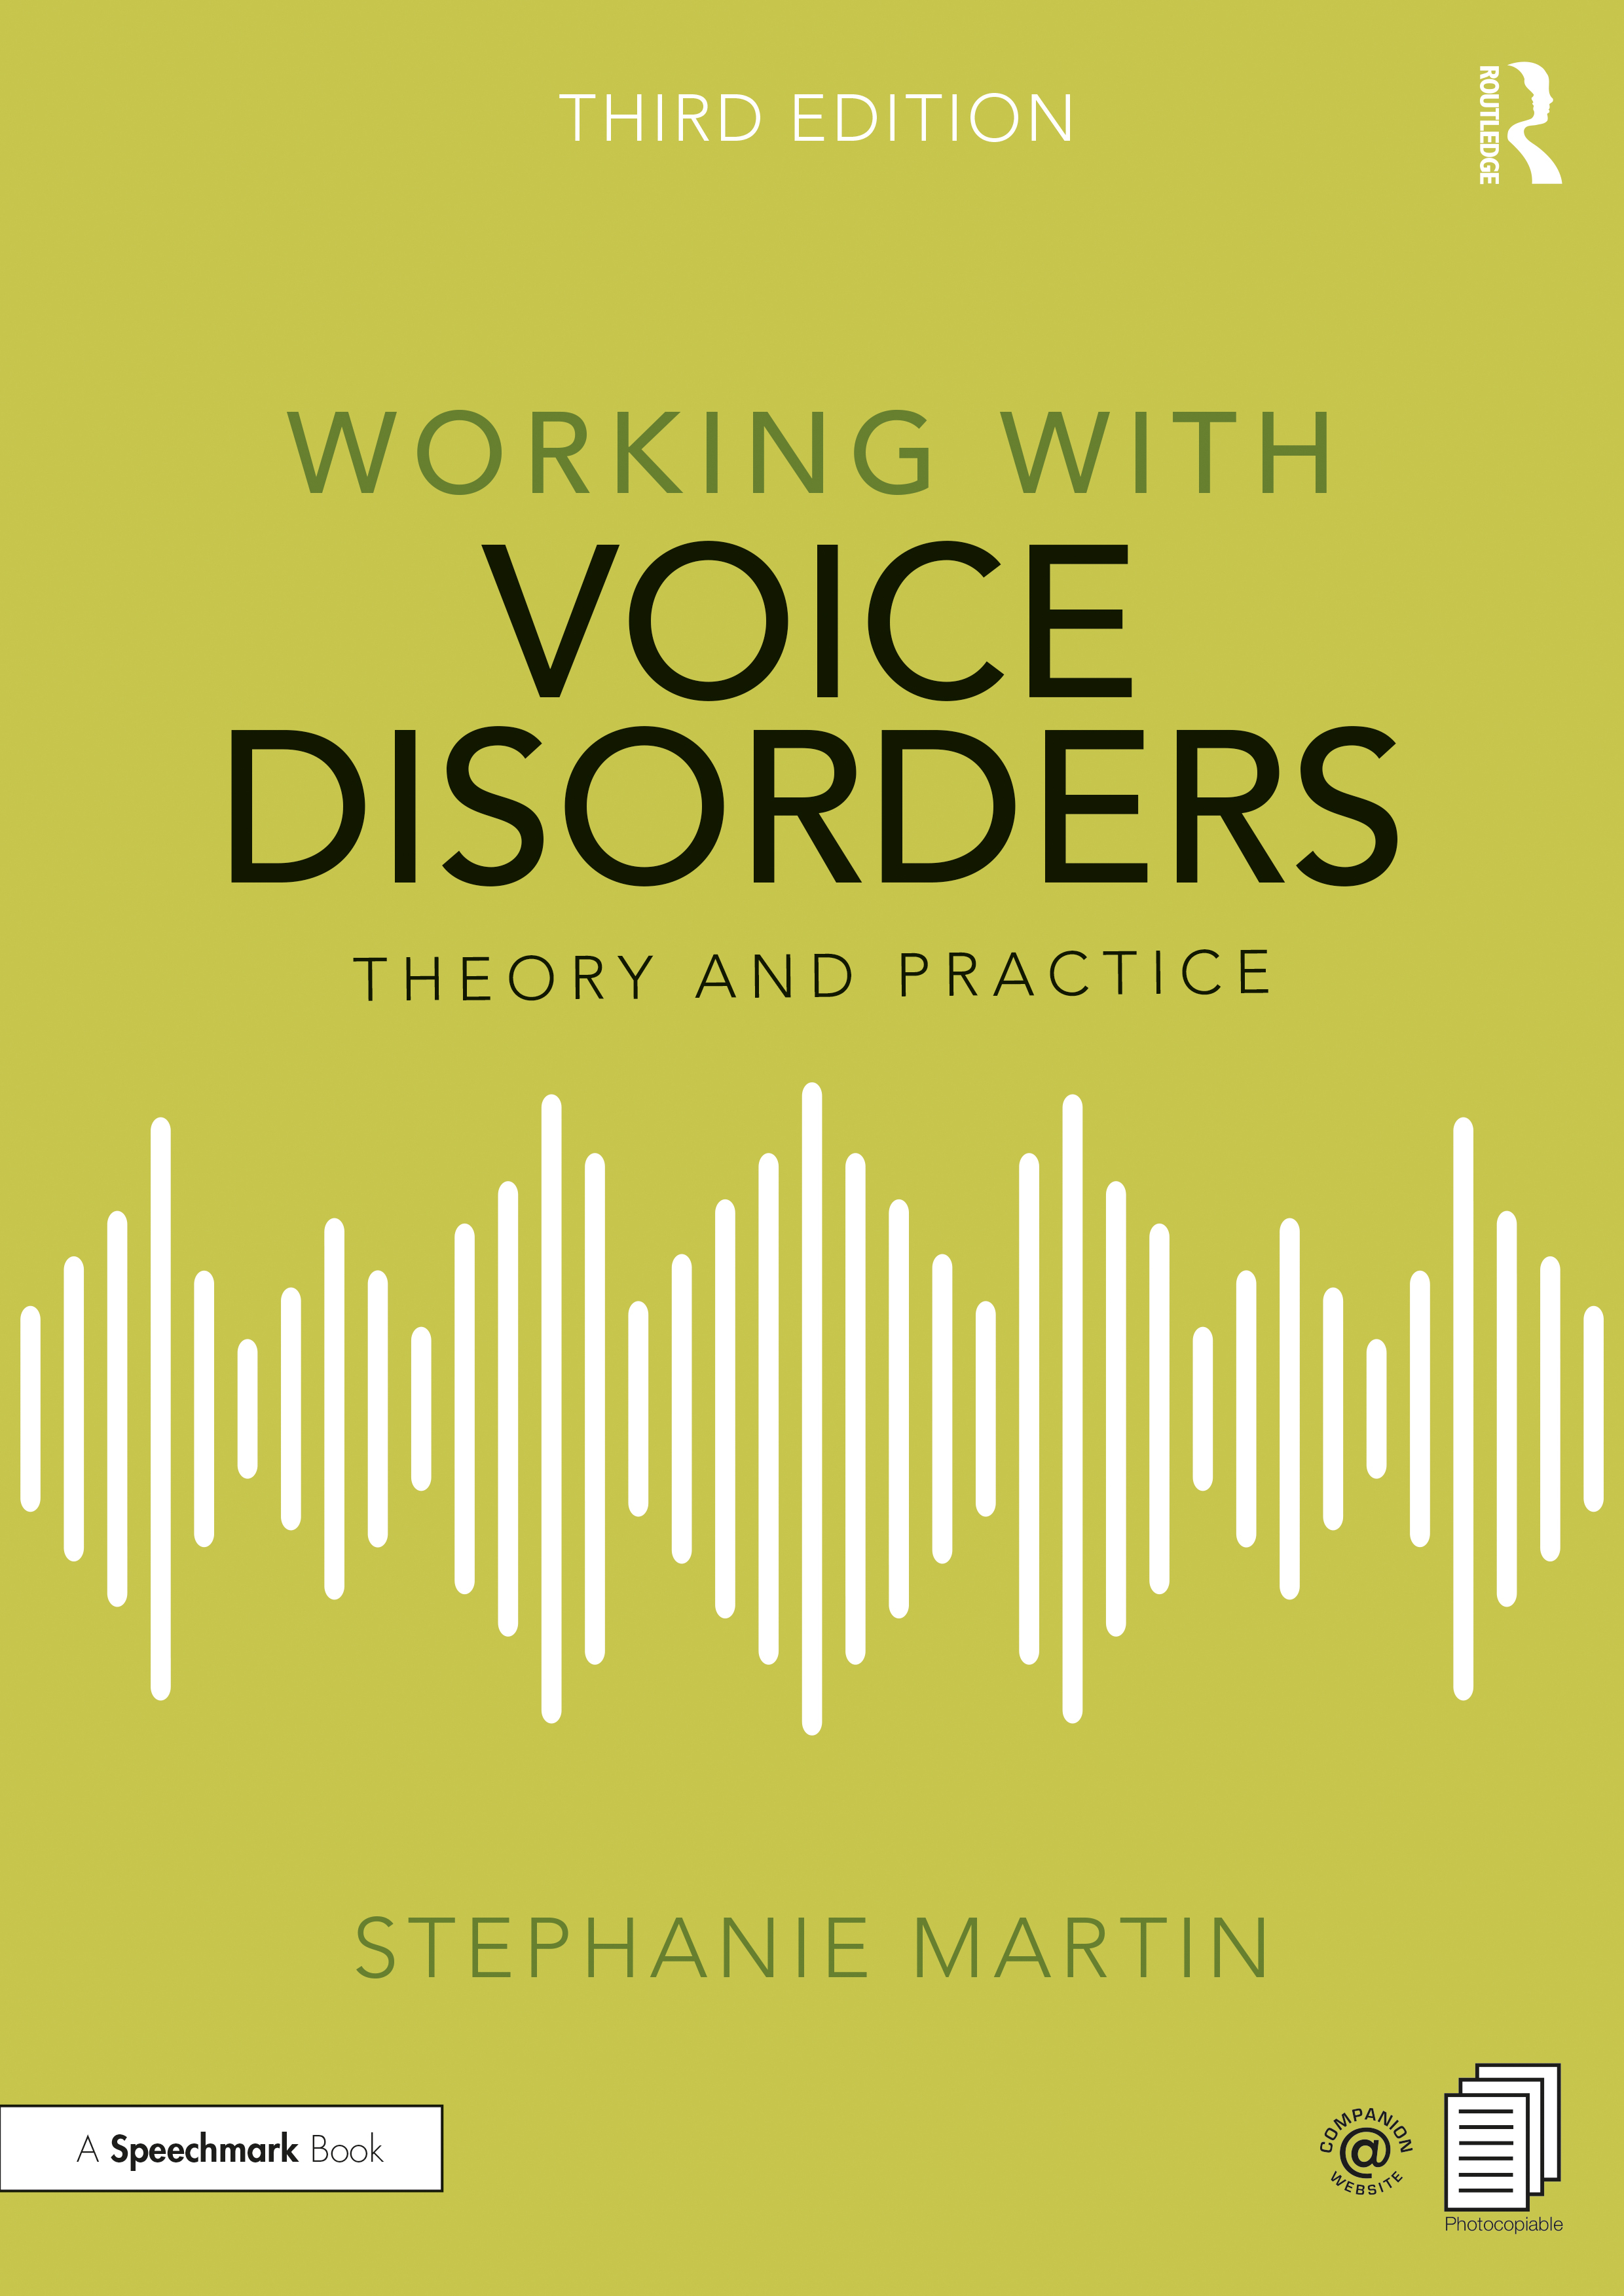 THIRD EDITION
ROUTLEDGE
WORKING WITH
VOICE
DISORDERS
THEORY AND PRACTICE
STEPHANIE MARTIN
A Speechmark Book
COMPANION
@
WEBSITE
Photocopiable